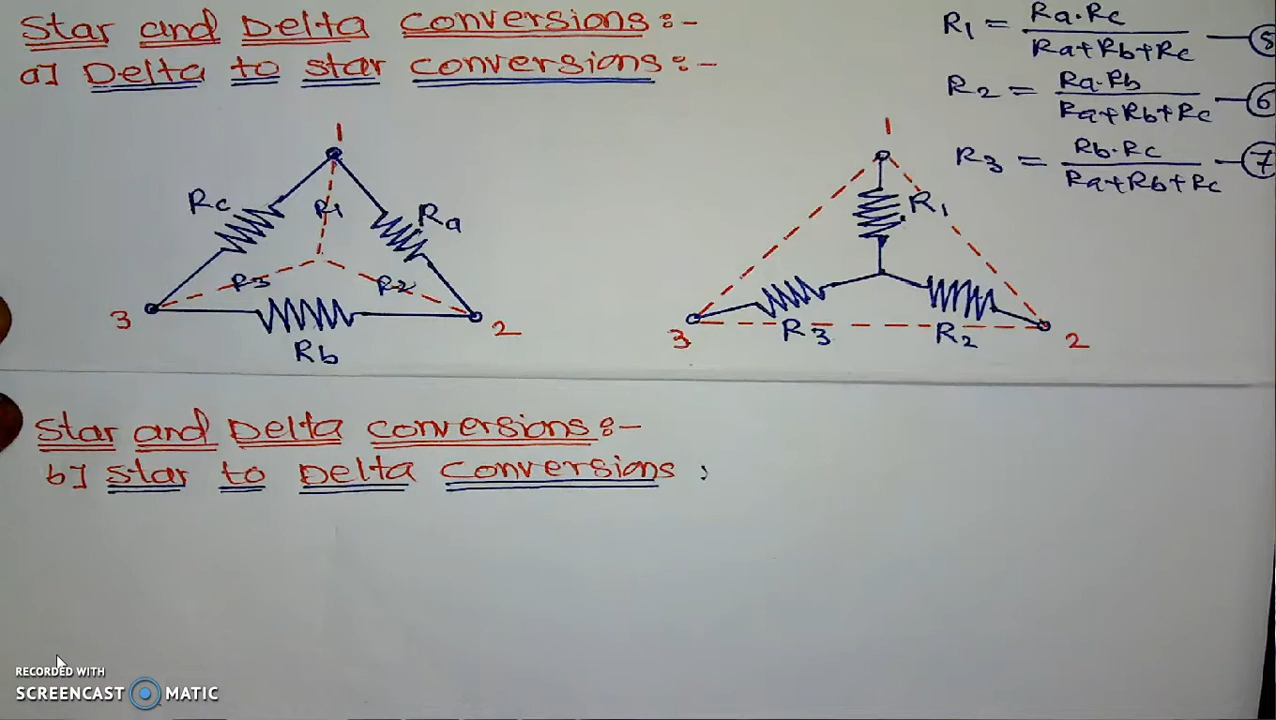 Star and Delta conversions:-
a] Delta to star conversions:-
R1 = Ra.Rc / Ra+Rb+Rc —
R2 = Ra.Rb / Ra+Rb+Rc — 6
R3 = Rb.Rc / Ra+Rb+Rc — 7
1
Rc
R1
Ra
R3
R2
3
2
Rb
1
R1
3
R3
R2
2
Star and Delta conversions:-
b] Star to Delta conversions :
RECORDED WITH
SCREENCAST MATIC